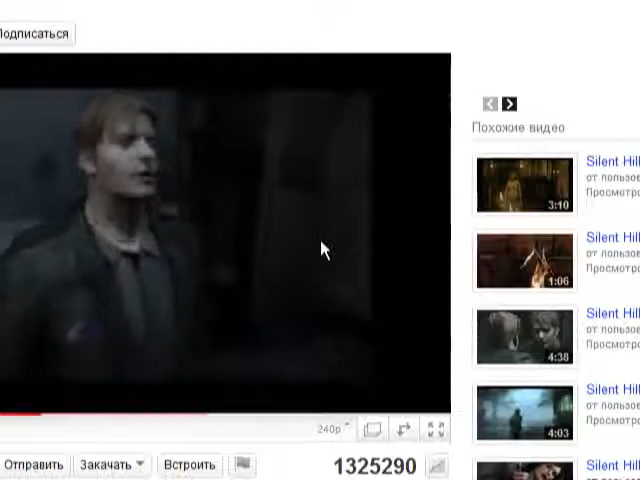 Подписаться
Похожие видео
Silent Hill
от пользов
Просмотро
3:10
Silent Hill
от пользов
Просмотро
1:06
Silent Hill
от пользов
Просмотро
4:38
Silent Hill
от пользов
Просмотро
4:03
Silent Hill
240p
Отправить
Закачать
Встроить
1325290